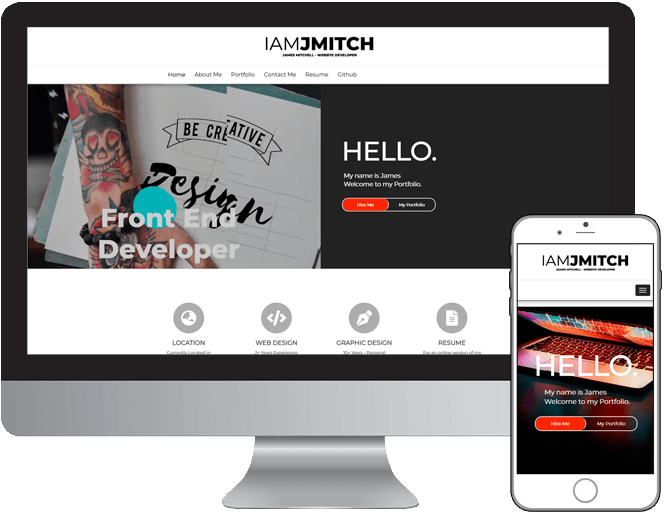 IAMJMITCH
JAMES MITCHELL - WEBSITE DEVELOPER
Home About Me Portfolio Contact Me Resume Github
BE CREATIVE
Design
Front End
Developer
HELLO.
My name is James
Welcome to my Portfolio.
Hire Me My Portfolio
LOCATION WEB DESIGN GRAPHIC DESIGN RESUME
Currently Located in 2+ Years Experience. 10+ Years - Personal For an online version of my
IAMJMITCH
JAMES MITCHELL - WEBSITE DEVELOPER
HELLO.
My name is James
Welcome to my Portfolio.
Hire Me My Portfolio